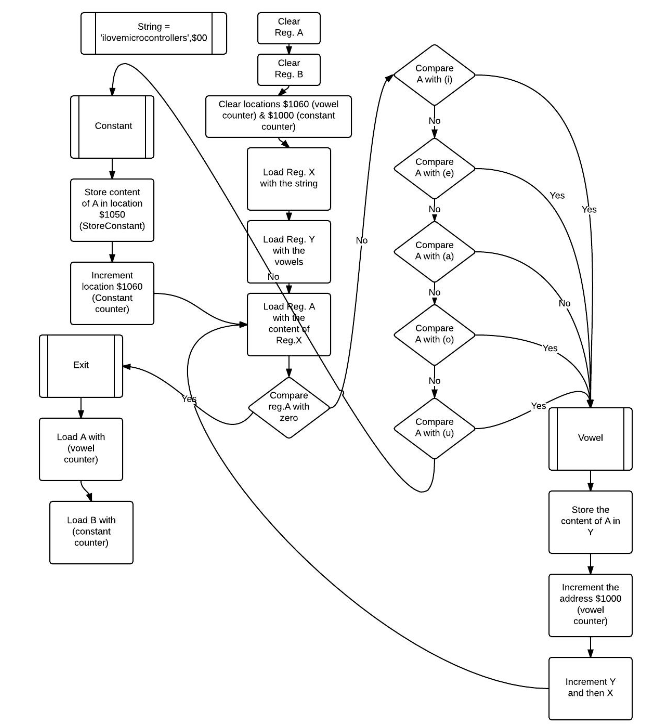 String =
'ilovemicrocontrollers',$00
Clear
Reg. A
Clear
Reg. B
Clear locations $1060 (vowel
counter) & $1000 (constant
counter)
Load Reg. X
with the string
Load Reg. Y
with the
vowels
No
Load Reg. A
with the
content of
Reg.X
Compare
reg.A with
zero
Yes
No
Constant
Store content
of A in location
$1050
(StoreConstant)
Increment
location $1060
(Constant
counter)
Exit
Load A with
(vowel
counter)
Load B with
(constant
counter)
Compare
A with (i)
No
Yes
Compare
A with (e)
No
Yes
Compare
A with (a)
No
No
Compare
A with (o)
No
Yes
Compare
A with (u)
Yes
Vowel
Store the
content of A in
Y
Increment the
address $1000
(vowel
counter)
Increment Y
and then X